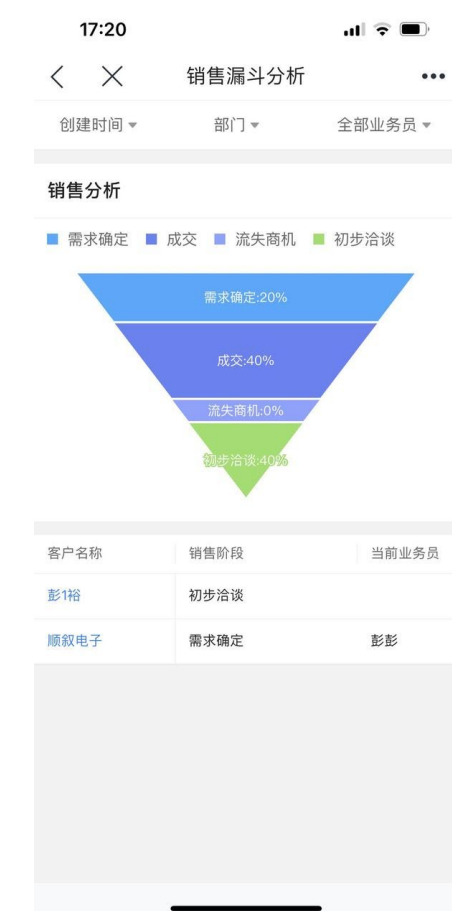 17:20
销售漏斗分析
创建时间 部门 全部业务员
销售分析
需求确定 成交 流失商机 初步洽谈
需求确定:20%
成交:40%
流失商机:0%
初步洽谈:40%
客户名称 销售阶段 当前业务员
彭1裕 初步洽谈
顺叙电子 需求确定 彭彭